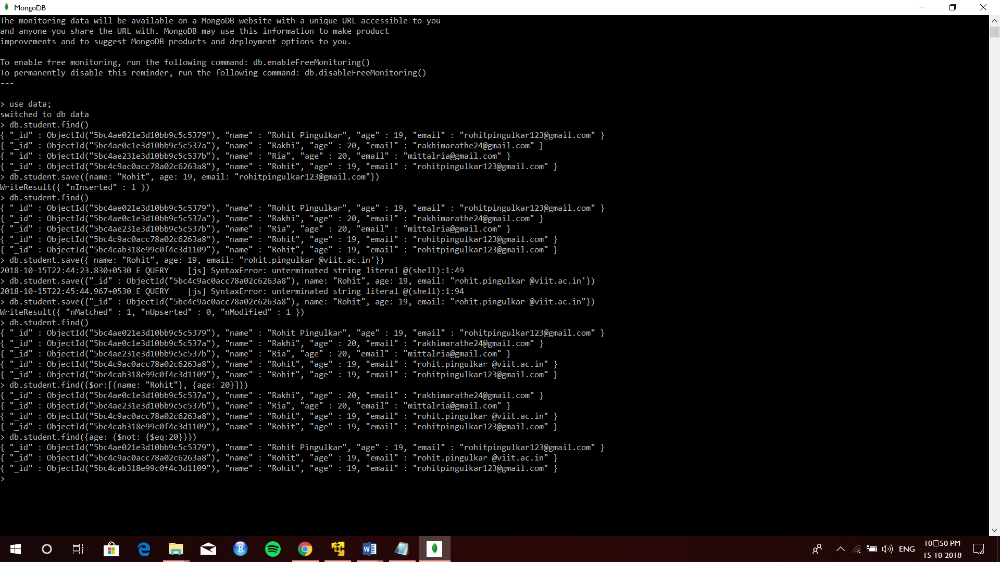 MongoDB
The monitoring data will be available on a MongoDB website with a unique URL accessible to you
and anyone you share the URL with. MongoDB may use this information to make product
improvements and to suggest MongoDB products and deployment options to you.
To enable free monitoring, run the following command: db.enableFreeMonitoring()
To permanently disable this reminder, run the following command: db.disableFreeMonitoring()
---
> use data;
switched to db data
> db.student.find()
{ "_id" : ObjectId("5bc4ae021e3d10bb9c5c5379"), "name" : "Rohit Pingulkar", "age" : 19, "email" : "rohitpingulkar123@gmail.com" }
{ "_id" : ObjectId("5bc4ae0c1e3d10bb9c5c537a"), "name" : "Rakhi", "age" : 20, "email" : "rakhimarathe24@gmail.com" }
{ "_id" : ObjectId("5bc4ae231e3d10bb9c5c537b"), "name" : "Ria", "age" : 20, "email" : "mittalria@gmail.com" }
{ "_id" : ObjectId("5bc4c9ac0acc78a02c6263a8"), "name" : "Rohit", "age" : 19, "email" : "rohitpingulkar123@gmail.com" }
> db.student.save({name: "Rohit", age: 19, email: "rohitpingulkar123@gmail.com"})
WriteResult({ "nInserted" : 1 })
> db.student.find()
{ "_id" : ObjectId("5bc4ae021e3d10bb9c5c5379"), "name" : "Rohit Pingulkar", "age" : 19, "email" : "rohitpingulkar123@gmail.com" }
{ "_id" : ObjectId("5bc4ae0c1e3d10bb9c5c537a"), "name" : "Rakhi", "age" : 20, "email" : "rakhimarathe24@gmail.com" }
{ "_id" : ObjectId("5bc4ae231e3d10bb9c5c537b"), "name" : "Ria", "age" : 20, "email" : "mittalria@gmail.com" }
{ "_id" : ObjectId("5bc4c9ac0acc78a02c6263a8"), "name" : "Rohit", "age" : 19, "email" : "rohitpingulkar123@gmail.com" }
{ "_id" : ObjectId("5bc4cab318e99c0f4c3d1109"), "name" : "Rohit", "age" : 19, "email" : "rohitpingulkar123@gmail.com" }
> db.student.save({ name: "Rohit", age: 19, email: "rohit.pingulkar @viit.ac.in'})
2018-10-15T22:44:23.830+0530 E QUERY    [js] SyntaxError: unterminated string literal @(shell):1:49
> db.student.save({"_id" : ObjectId("5bc4c9ac0acc78a02c6263a8"), name: "Rohit", age: 19, email: "rohit.pingulkar @viit.ac.in'})
2018-10-15T22:45:44.967+0530 E QUERY    [js] SyntaxError: unterminated string literal @(shell):1:94
> db.student.save({"_id" : ObjectId("5bc4c9ac0acc78a02c6263a8"), name: "Rohit", age: 19, email: "rohit.pingulkar @viit.ac.in"})
WriteResult({ "nMatched" : 1, "nUpserted" : 0, "nModified" : 1 })
> db.student.find()
{ "_id" : ObjectId("5bc4ae021e3d10bb9c5c5379"), "name" : "Rohit Pingulkar", "age" : 19, "email" : "rohitpingulkar123@gmail.com" }
{ "_id" : ObjectId("5bc4ae0c1e3d10bb9c5c537a"), "name" : "Rakhi", "age" : 20, "email" : "rakhimarathe24@gmail.com" }
{ "_id" : ObjectId("5bc4ae231e3d10bb9c5c537b"), "name" : "Ria", "age" : 20, "email" : "mittalria@gmail.com" }
{ "_id" : ObjectId("5bc4c9ac0acc78a02c6263a8"), "name" : "Rohit", "age" : 19, "email" : "rohit.pingulkar @viit.ac.in" }
{ "_id" : ObjectId("5bc4cab318e99c0f4c3d1109"), "name" : "Rohit", "age" : 19, "email" : "rohitpingulkar123@gmail.com" }
> db.student.find({$or:[{name: "Rohit"}, {age: 20}]})
{ "_id" : ObjectId("5bc4ae0c1e3d10bb9c5c537a"), "name" : "Rakhi", "age" : 20, "email" : "rakhimarathe24@gmail.com" }
{ "_id" : ObjectId("5bc4ae231e3d10bb9c5c537b"), "name" : "Ria", "age" : 20, "email" : "mittalria@gmail.com" }
{ "_id" : ObjectId("5bc4c9ac0acc78a02c6263a8"), "name" : "Rohit", "age" : 19, "email" : "rohit.pingulkar @viit.ac.in" }
{ "_id" : ObjectId("5bc4cab318e99c0f4c3d1109"), "name" : "Rohit", "age" : 19, "email" : "rohitpingulkar123@gmail.com" }
> db.student.find({age: {$not: {$eq:20}}})
{ "_id" : ObjectId("5bc4ae021e3d10bb9c5c5379"), "name" : "Rohit Pingulkar", "age" : 19, "email" : "rohitpingulkar123@gmail.com" }
{ "_id" : ObjectId("5bc4c9ac0acc78a02c6263a8"), "name" : "Rohit", "age" : 19, "email" : "rohit.pingulkar @viit.ac.in" }
{ "_id" : ObjectId("5bc4cab318e99c0f4c3d1109"), "name" : "Rohit", "age" : 19, "email" : "rohitpingulkar123@gmail.com" }
>
ENG
10□50 PM
15-10-2018